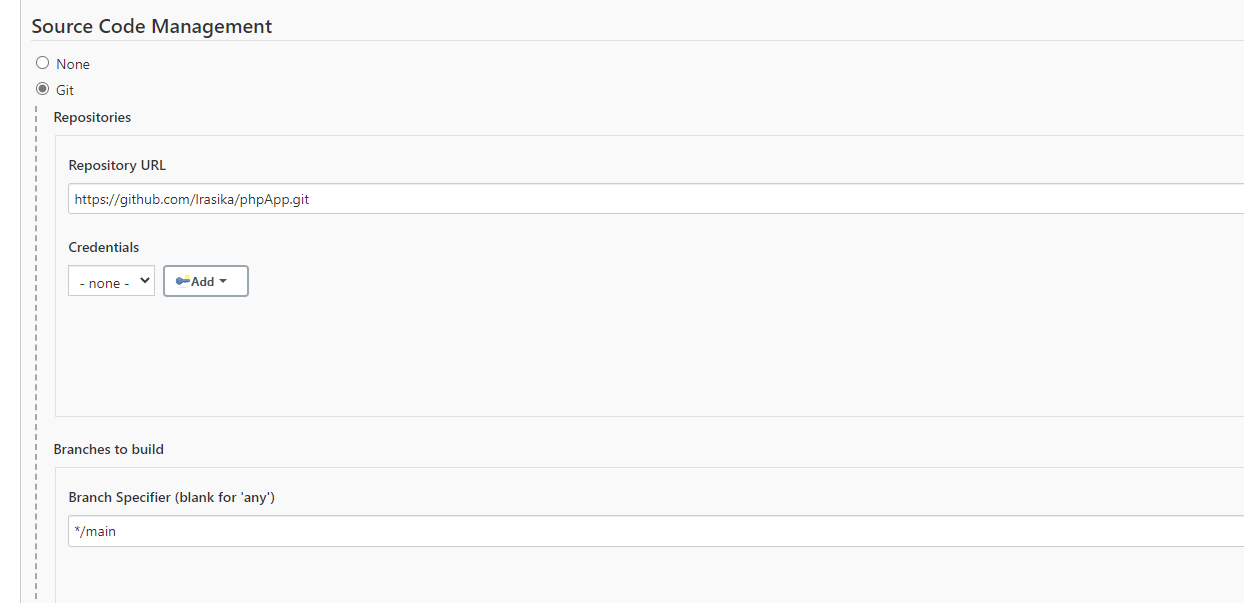 Source Code Management
None
Git
Repositories
Repository URL
https://github.com/lrasika/phpApp.git
Credentials
- none -
Add
Branches to build
Branch Specifier (blank for 'any')
*/main